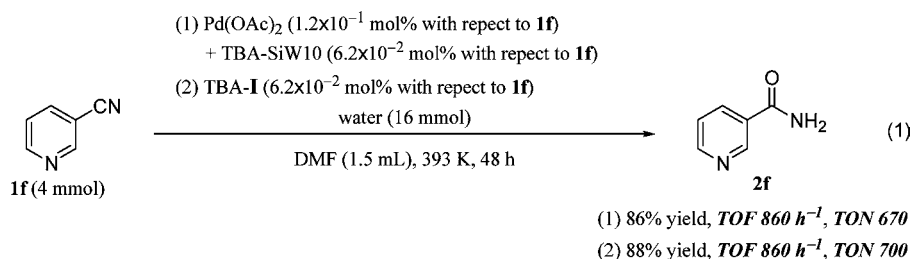 (1) Pd(OAc)₂ (1.2x10⁻¹ mol% with repect to 1f)
+ TBA-SiW10 (6.2x10⁻² mol% with repect to 1f)
(2) TBA-I (6.2x10⁻² mol% with repect to 1f)
water (16 mmol)
DMF (1.5 mL), 393 K, 48 h
CN
N
1f (4 mmol)
O
NH₂
N
2f
(1)
(1) 86% yield, TOF 860 h⁻¹, TON 670
(2) 88% yield, TOF 860 h⁻¹, TON 700